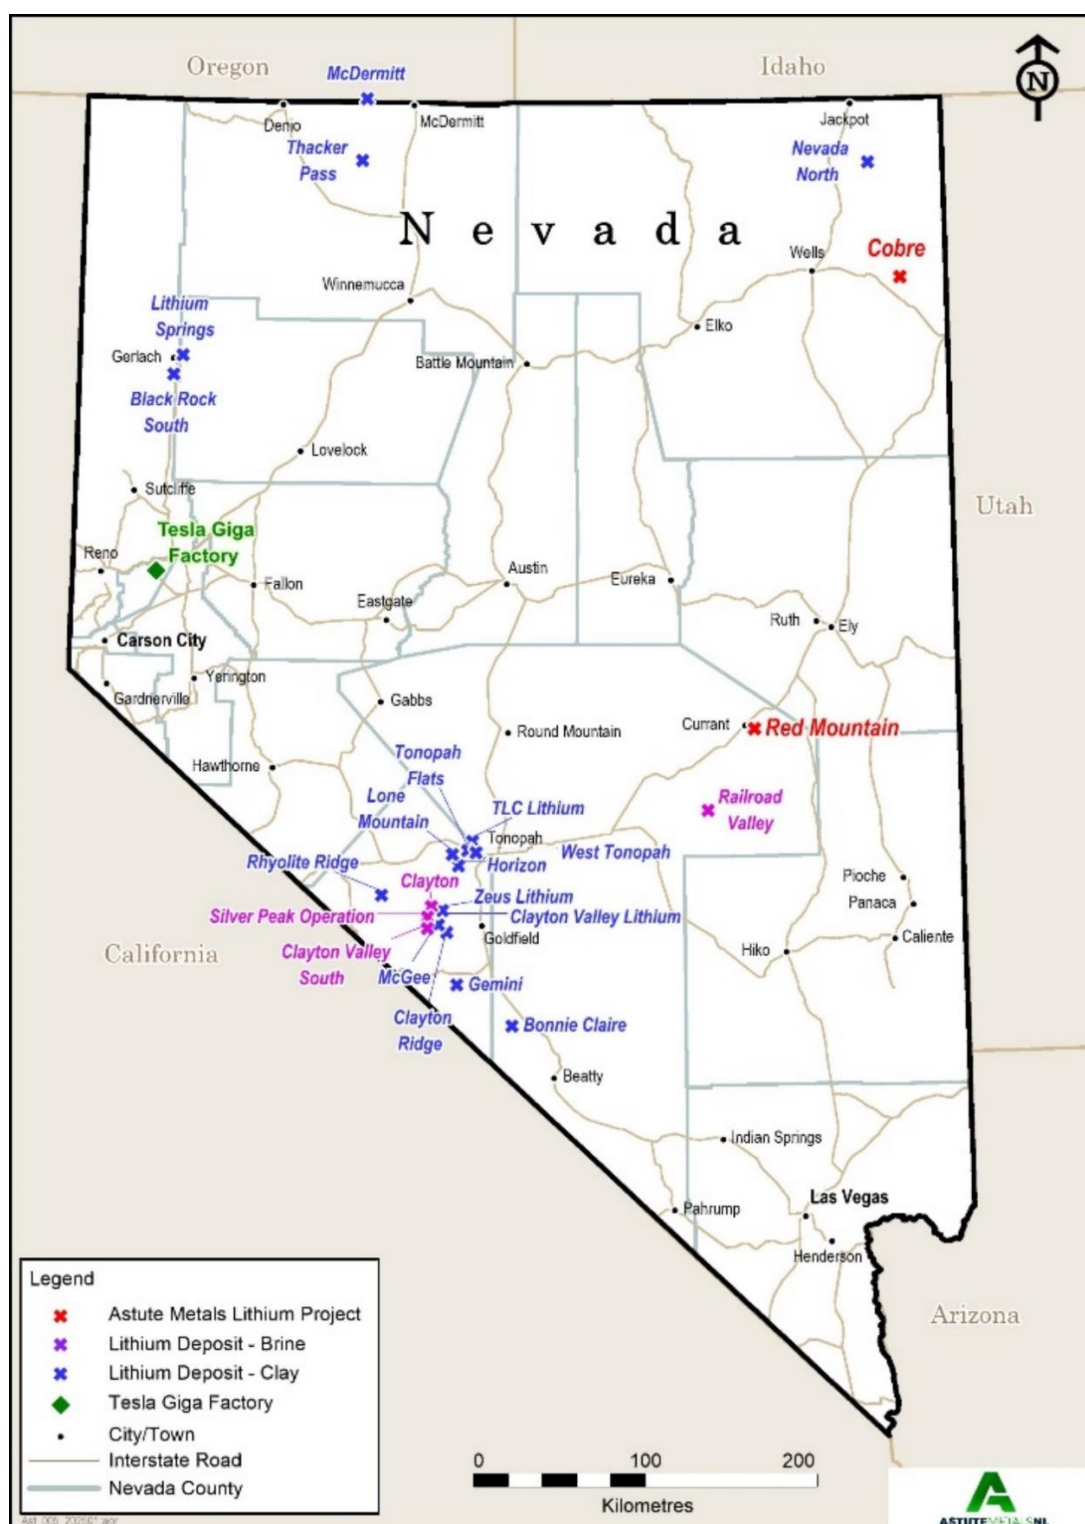 Oregon
Idaho
N
McDermitt
Denio
McDermitt
Jackpot
Thacker
Pass
Nevada
North
Nevada
Cobre
Wells
Winnemucca
Lithium
Springs
Elko
Gerlach
Battle Mountain
Black Rock
South
Lovelock
Sutcliffe
Utah
Tesla Giga
Factory
Reno
Fallon
Austin
Eureka
Eastgate
Ruth
Ely
Carson City
Yerington
Gardnerville
Gabbs
Currant
Red Mountain
Round Mountain
Hawthorne
Tonopah
Flats
Lone
Mountain
TLC Lithium
Railroad
Valley
Tonopah
West Tonopah
Horizon
Rhyolite Ridge
Clayton
Zeus Lithium
Pioche
Panaca
Silver Peak Operation
Clayton Valley Lithium
Goldfield
Caliente
California
Clayton Valley
South
Hiko
McGee
Gemini
Clayton
Ridge
Bonnie Claire
Beatty
Indian Springs
Las Vegas
Pahrump
Henderson
Arizona
Legend
Astute Metals Lithium Project
Lithium Deposit - Brine
Lithium Deposit - Clay
Tesla Giga Factory
City/Town
Interstate Road
Nevada County
0 100 200
Kilometres
ASTUTEMETALSNL